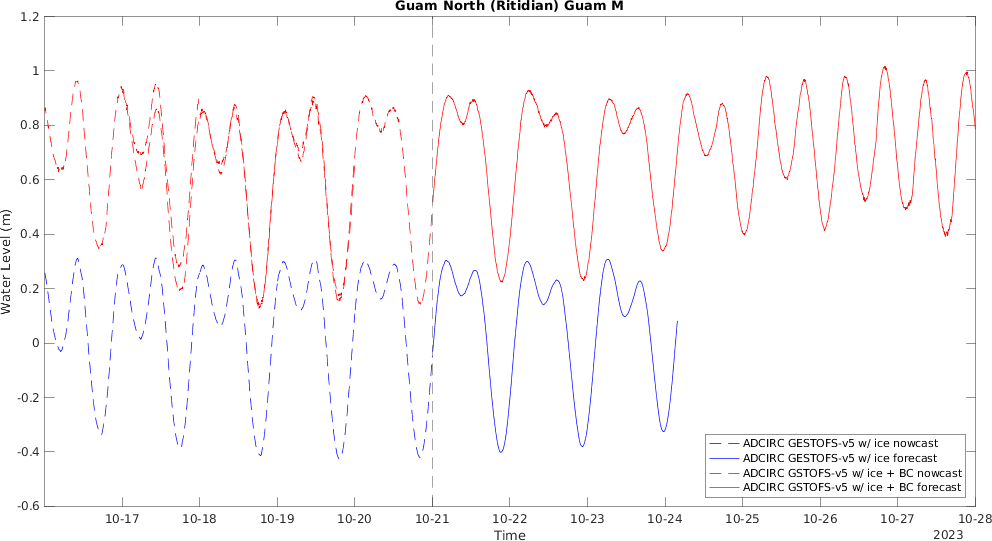 Guam North (Ritidian) Guam M
Water Level (m)
1.2
1
0.8
0.6
0.4
0.2
0
-0.2
-0.4
-0.6
ADCIRC GESTOFS-v5 w/ ice nowcast
ADCIRC GESTOFS-v5 w/ ice forecast
ADCIRC GSTOFS-v5 w/ ice + BC nowcast
ADCIRC GSTOFS-v5 w/ ice + BC forecast
10-17 10-18 10-19 10-20 10-21 10-22 10-23 10-24 10-25 10-26 10-27 10-28
Time
2023